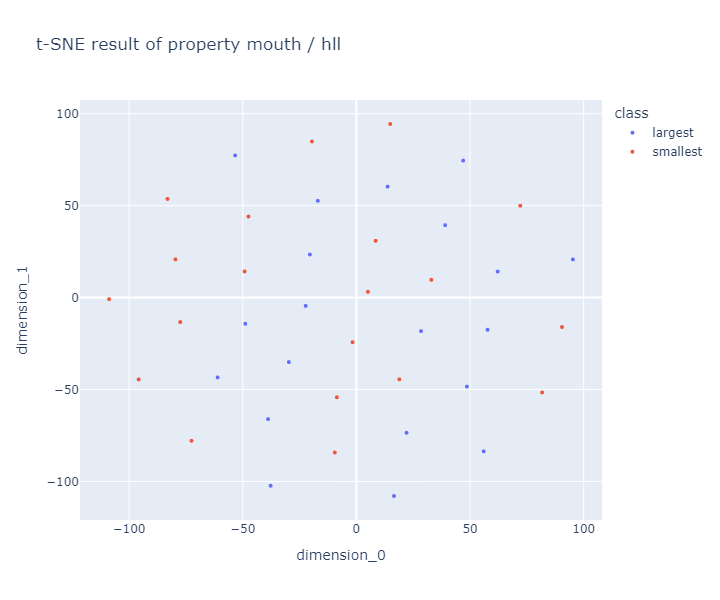 t-SNE result of property mouth / hll
class
largest
smallest
100
50
0
−50
−100
dimension_1
−100
−50
0
50
100
dimension_0